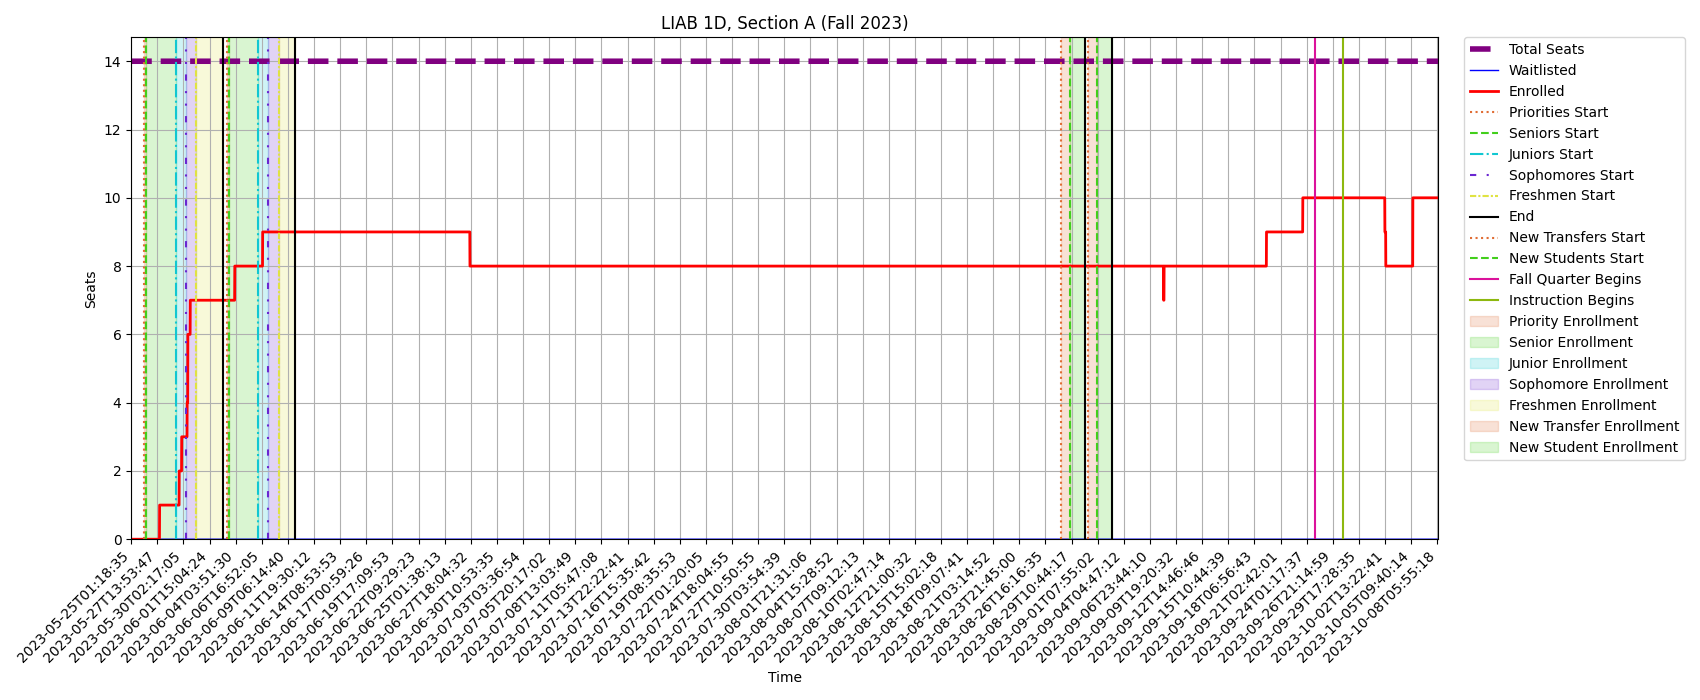 LIAB 1D, Section A (Fall 2023)
Seats
14
12
10
8
6
4
2
0
2023-05-25T01:18:35
2023-05-27T13:53:47
2023-05-30T02:17:05
2023-06-01T15:04:24
2023-06-04T03:51:30
2023-06-06T16:52:05
2023-06-09T06:14:40
2023-06-11T19:30:12
2023-06-14T08:53:53
2023-06-17T00:59:26
2023-06-19T17:09:53
2023-06-22T09:29:23
2023-06-25T01:38:13
2023-06-27T18:04:32
2023-06-30T10:53:35
2023-07-03T03:36:54
2023-07-05T20:17:02
2023-07-08T13:03:49
2023-07-11T05:47:08
2023-07-13T22:22:41
2023-07-16T15:35:42
2023-07-19T08:35:53
2023-07-22T01:20:05
2023-07-24T18:04:55
2023-07-27T10:50:55
2023-07-30T03:54:39
2023-08-01T21:31:06
2023-08-04T15:28:52
2023-08-07T09:12:13
2023-08-10T02:47:14
2023-08-12T21:00:32
2023-08-15T15:02:18
2023-08-18T09:07:41
2023-08-21T03:14:52
2023-08-23T21:45:00
2023-08-26T16:16:35
2023-08-29T10:44:17
2023-09-01T07:55:02
2023-09-04T04:47:12
2023-09-06T23:44:10
2023-09-09T19:20:32
2023-09-12T14:46:46
2023-09-15T10:44:39
2023-09-18T06:56:43
2023-09-21T02:42:01
2023-09-24T01:17:37
2023-09-26T21:14:59
2023-09-29T17:28:35
2023-10-02T13:22:41
2023-10-05T09:40:14
2023-10-08T05:55:18
Time
Total Seats
Waitlisted
Enrolled
Priorities Start
Seniors Start
Juniors Start
Sophomores Start
Freshmen Start
End
New Transfers Start
New Students Start
Fall Quarter Begins
Instruction Begins
Priority Enrollment
Senior Enrollment
Junior Enrollment
Sophomore Enrollment
Freshmen Enrollment
New Transfer Enrollment
New Student Enrollment